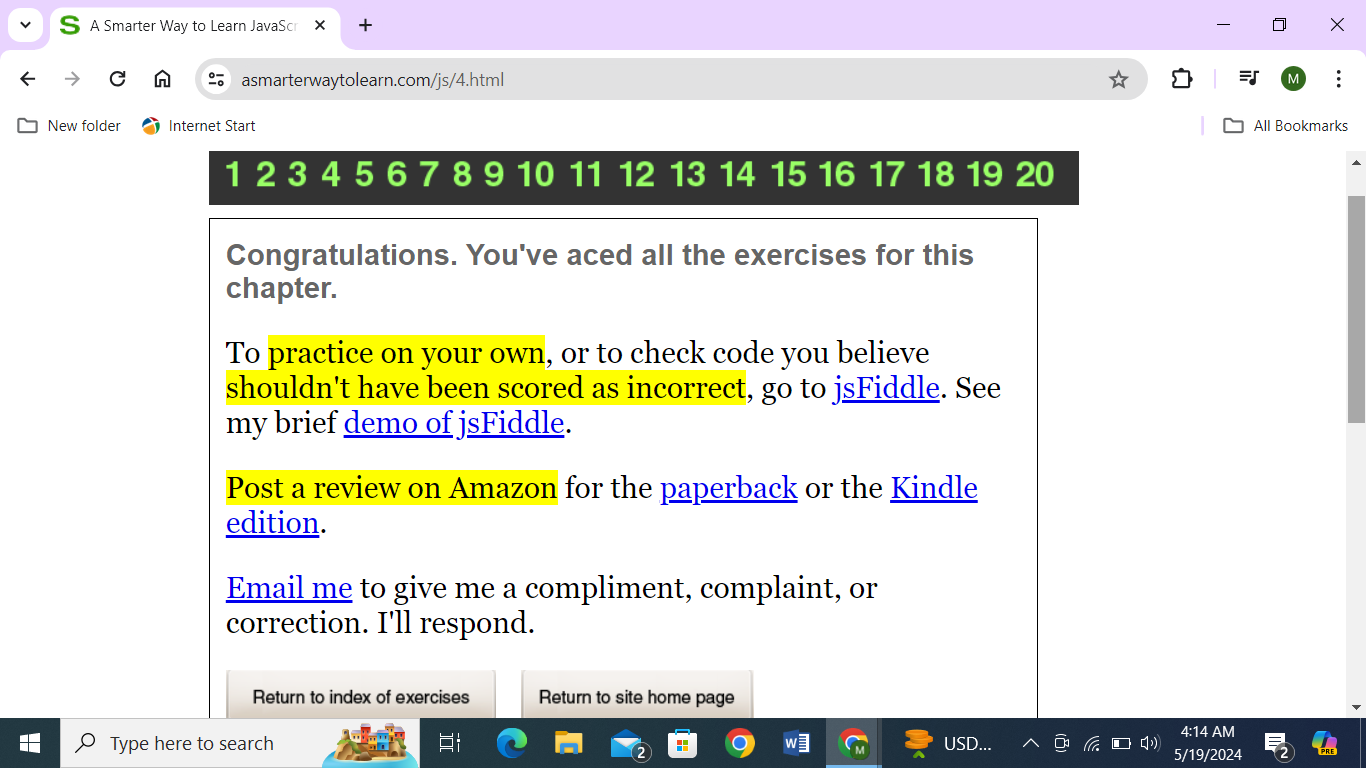 A Smarter Way to Learn JavaScr
asmarterwaytolearn.com/js/4.html
M
New folder
Internet Start
All Bookmarks
1 2 3 4 5 6 7 8 9 10 11 12 13 14 15 16 17 18 19 20
Congratulations. You've aced all the exercises for this
chapter.
To practice on your own, or to check code you believe
shouldn't have been scored as incorrect, go to jsFiddle. See
my brief demo of jsFiddle.
Post a review on Amazon for the paperback or the Kindle
edition.
Email me to give me a compliment, complaint, or
correction. I'll respond.
Return to index of exercises
Return to site home page
Type here to search
2
M
USD...
4:14 AM
5/19/2024
2
PRE